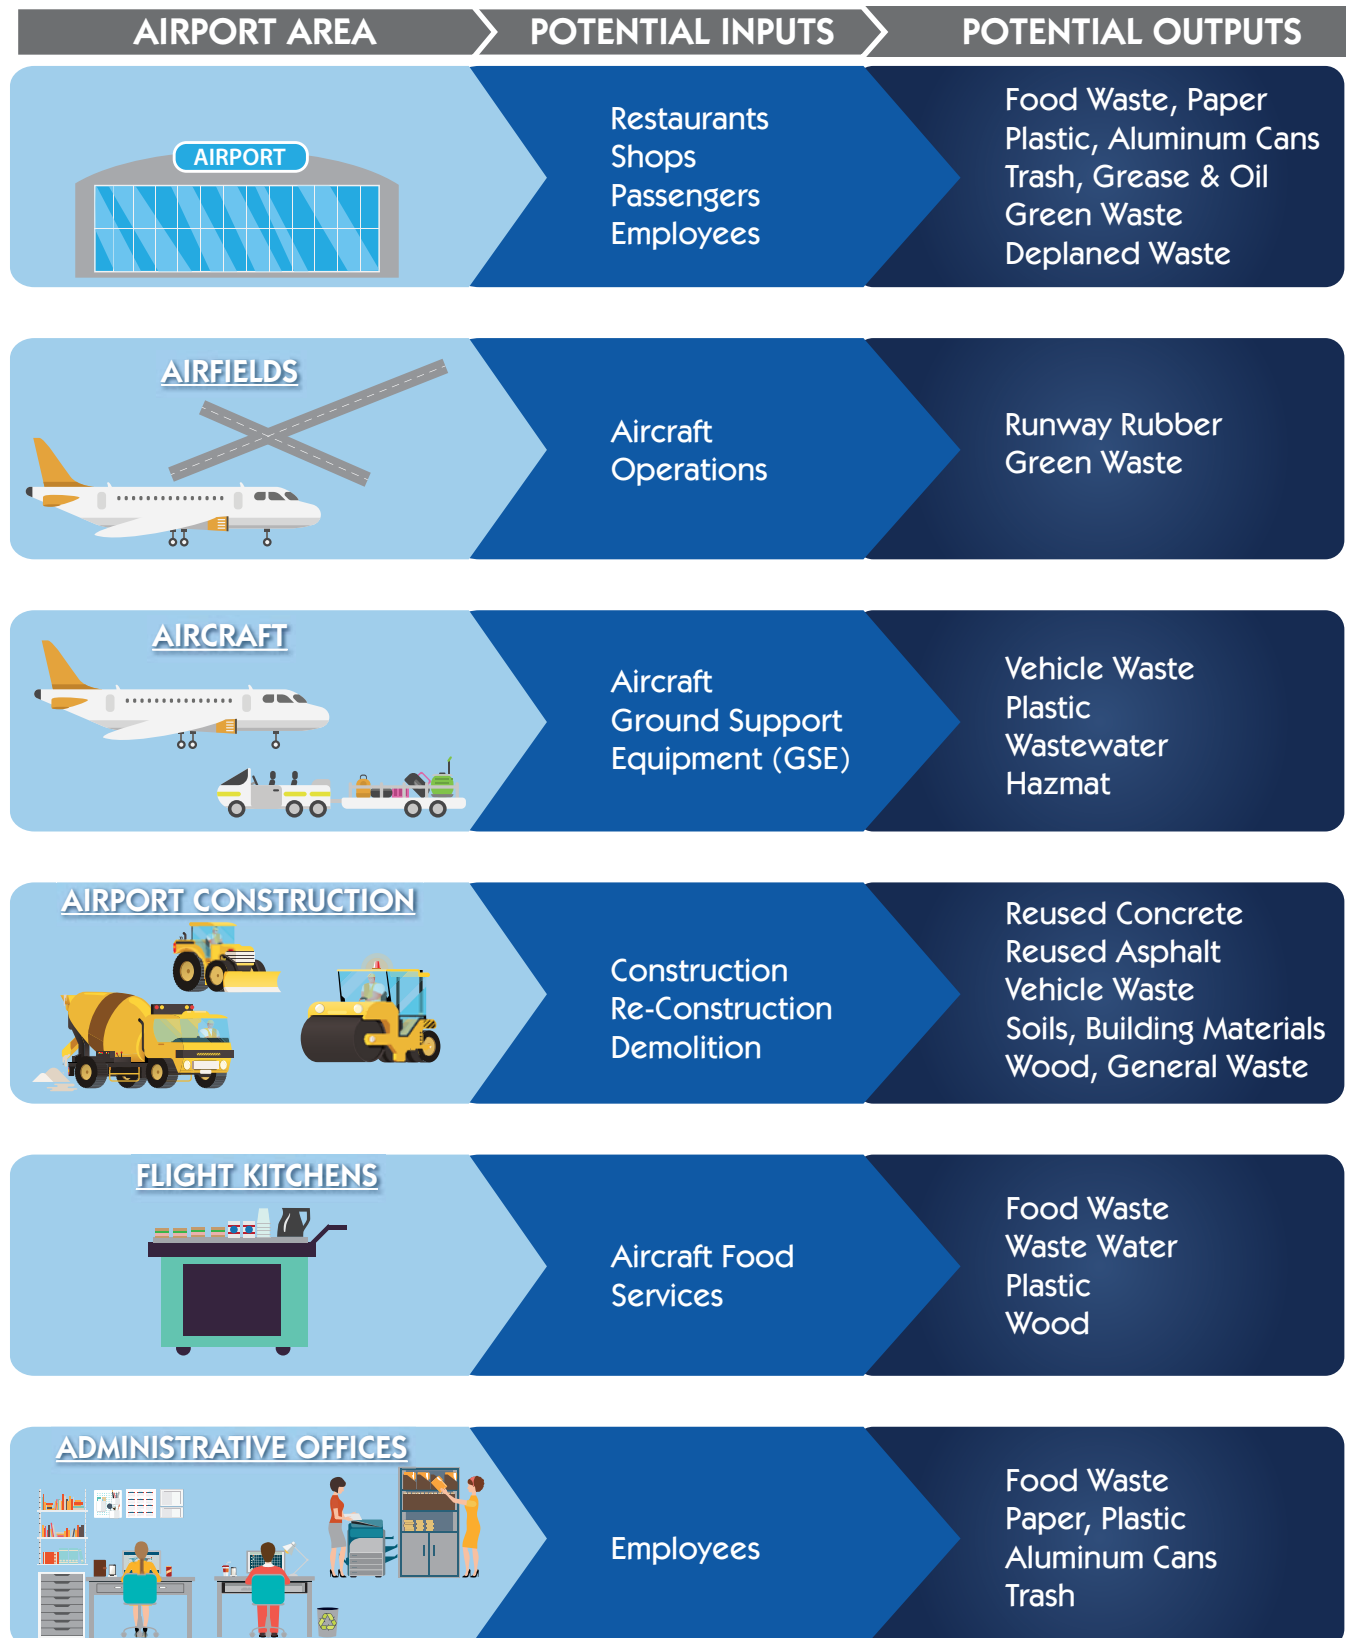 AIRPORT AREA
POTENTIAL INPUTS
POTENTIAL OUTPUTS
AIRPORT
Restaurants
Shops
Passengers
Employees
Food Waste, Paper
Plastic, Aluminum Cans
Trash, Grease & Oil
Green Waste
Deplaned Waste
AIRFIELDS
Aircraft
Operations
Runway Rubber
Green Waste
AIRCRAFT
Aircraft
Ground Support
Equipment (GSE)
Vehicle Waste
Plastic
Wastewater
Hazmat
AIRPORT CONSTRUCTION
Construction
Re-Construction
Demolition
Reused Concrete
Reused Asphalt
Vehicle Waste
Soils, Building Materials
Wood, General Waste
FLIGHT KITCHENS
Aircraft Food
Services
Food Waste
Waste Water
Plastic
Wood
ADMINISTRATIVE OFFICES
Employees
Food Waste
Paper, Plastic
Aluminum Cans
Trash